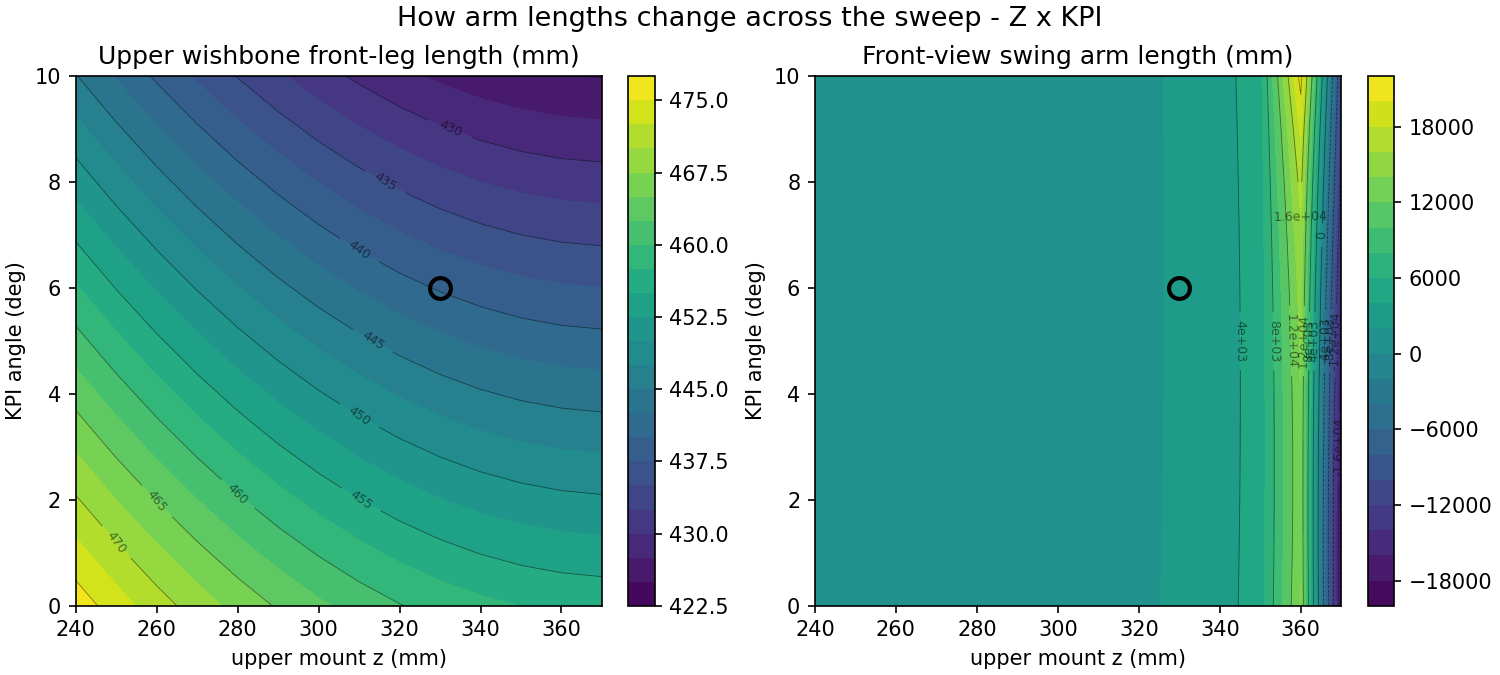 How arm lengths change across the sweep - Z x KPI
Upper wishbone front-leg length (mm)
Front-view swing arm length (mm)
KPI angle (deg)
10
8
6
4
2
0
240 260 280 300 320 340 360
upper mount z (mm)
430
435
440
445
450
455
460
465
470
475.0
467.5
460.0
452.5
445.0
437.5
430.0
422.5
KPI angle (deg)
10
8
6
4
2
0
240 260 280 300 320 340 360
upper mount z (mm)
1.6e+04
0
4e+03
8e+03
1.2e+04
18000
12000
6000
0
−6000
−12000
−18000